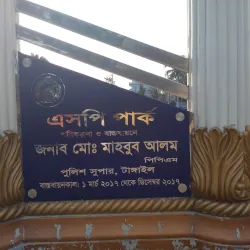 এসপি পার্ক
পরিকল্পনা ও বাস্তবায়নে
জনাব মোঃ মাহবুব আলম
পিপিএম
পুলিশ সুপার, টাঙ্গাইল
বাস্তবায়নকাল: ১ মার্চ ২০১৭ থেকে ডিসেম্বর ২০১৭